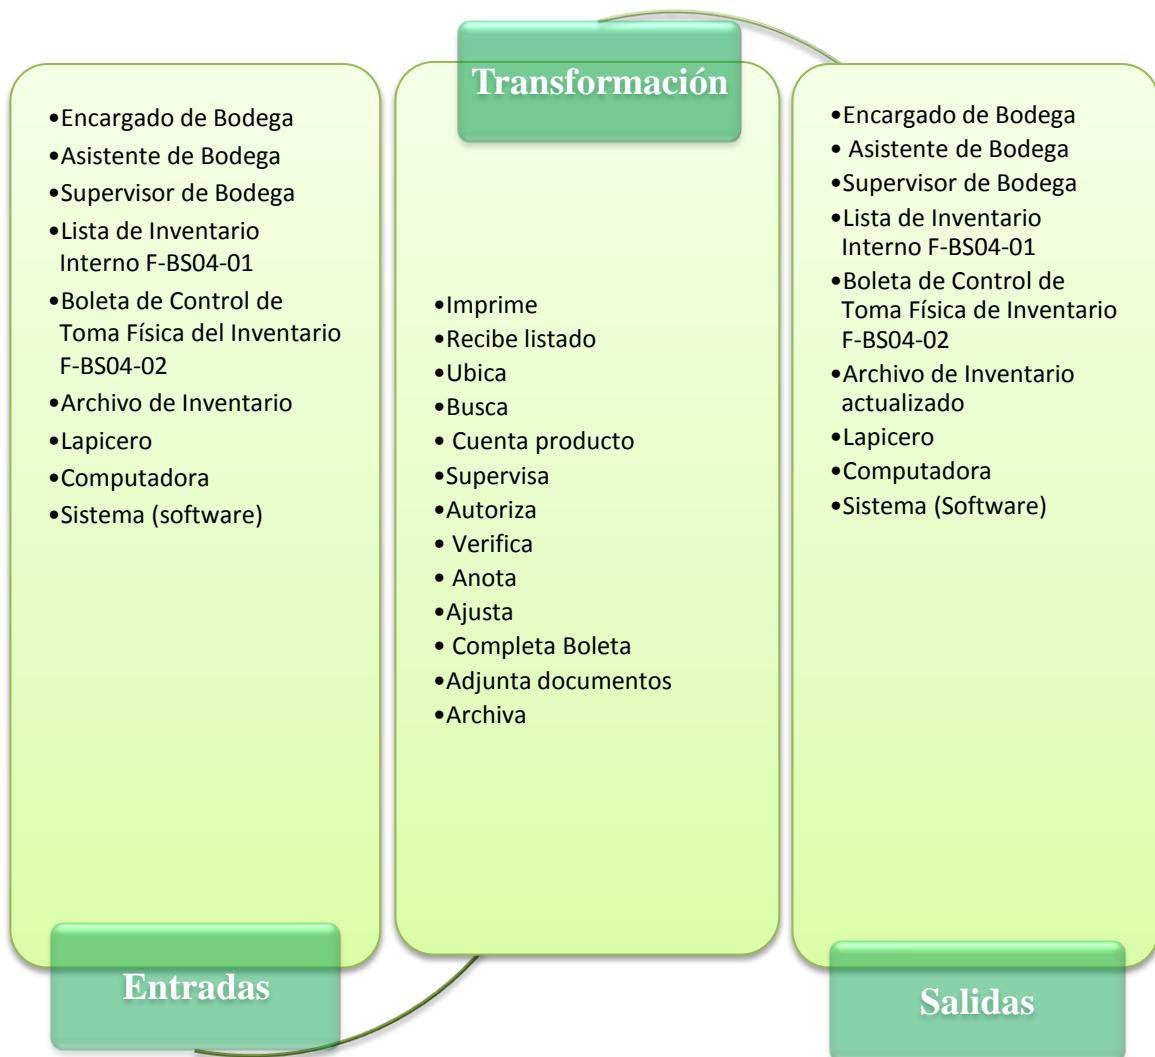 •Encargado de Bodega
•Asistente de Bodega
•Supervisor de Bodega
•Lista de Inventario
Interno F-BS04-01
•Boleta de Control de
Toma Física del Inventario
F-BS04-02
•Archivo de Inventario
•Lapicero
•Computadora
•Sistema (software)
Entradas
Transformación
•Imprime
•Recibe listado
•Ubica
•Busca
• Cuenta producto
•Supervisa
•Autoriza
• Verifica
• Anota
•Ajusta
• Completa Boleta
•Adjunta documentos
•Archiva
•Encargado de Bodega
• Asistente de Bodega
•Supervisor de Bodega
•Lista de Inventario
Interno F-BS04-01
•Boleta de Control de
Toma Física de Inventario
F-BS04-02
•Archivo de Inventario
actualizado
•Lapicero
•Computadora
•Sistema (Software)
Salidas